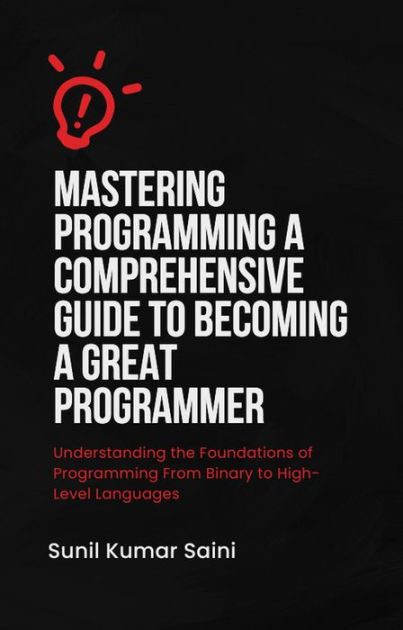 MASTERING
PROGRAMMING A
COMPREHENSIVE
GUIDE TO BECOMING
A GREAT
PROGRAMMER
Understanding the Foundations of
Programming From Binary to High-
Level Languages
Sunil Kumar Saini